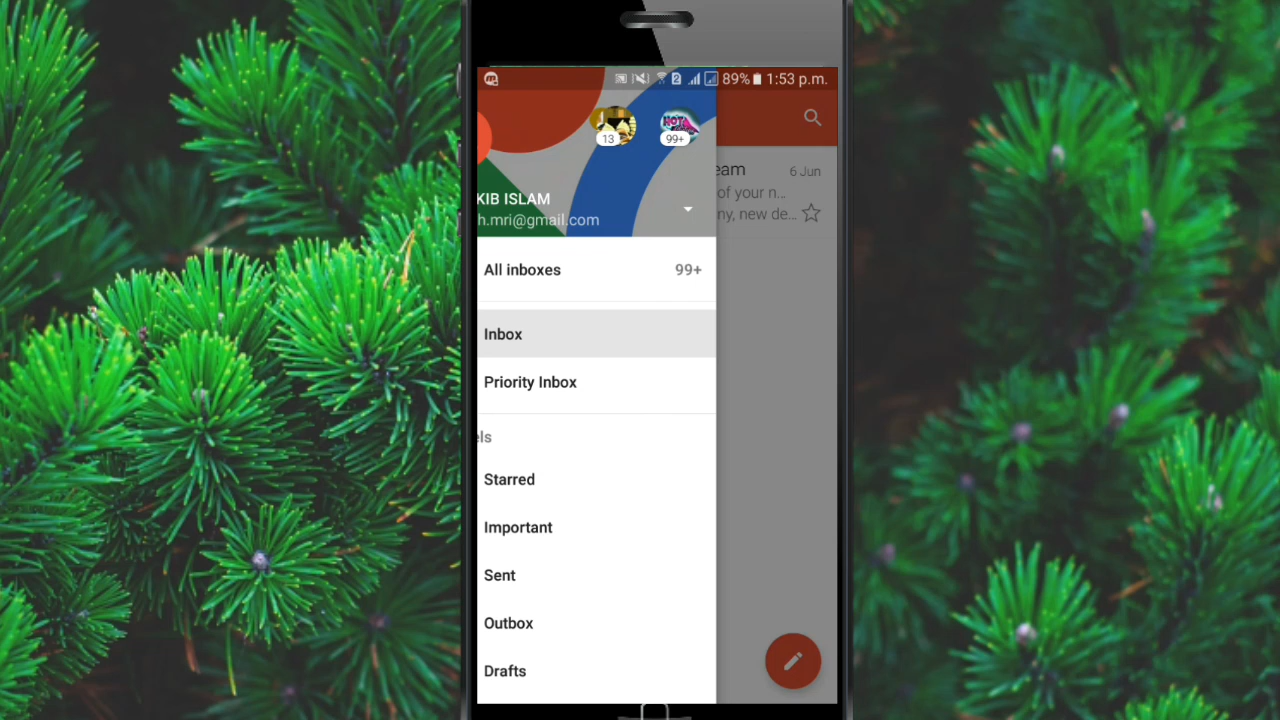 89% 1:53 p.m.
13
99+
KIB ISLAM
h.mri@gmail.com
eam
6 Jun
of your n...
ny, new de...
All inboxes 99+
Inbox
Priority Inbox
els
Starred
Important
Sent
Outbox
Drafts